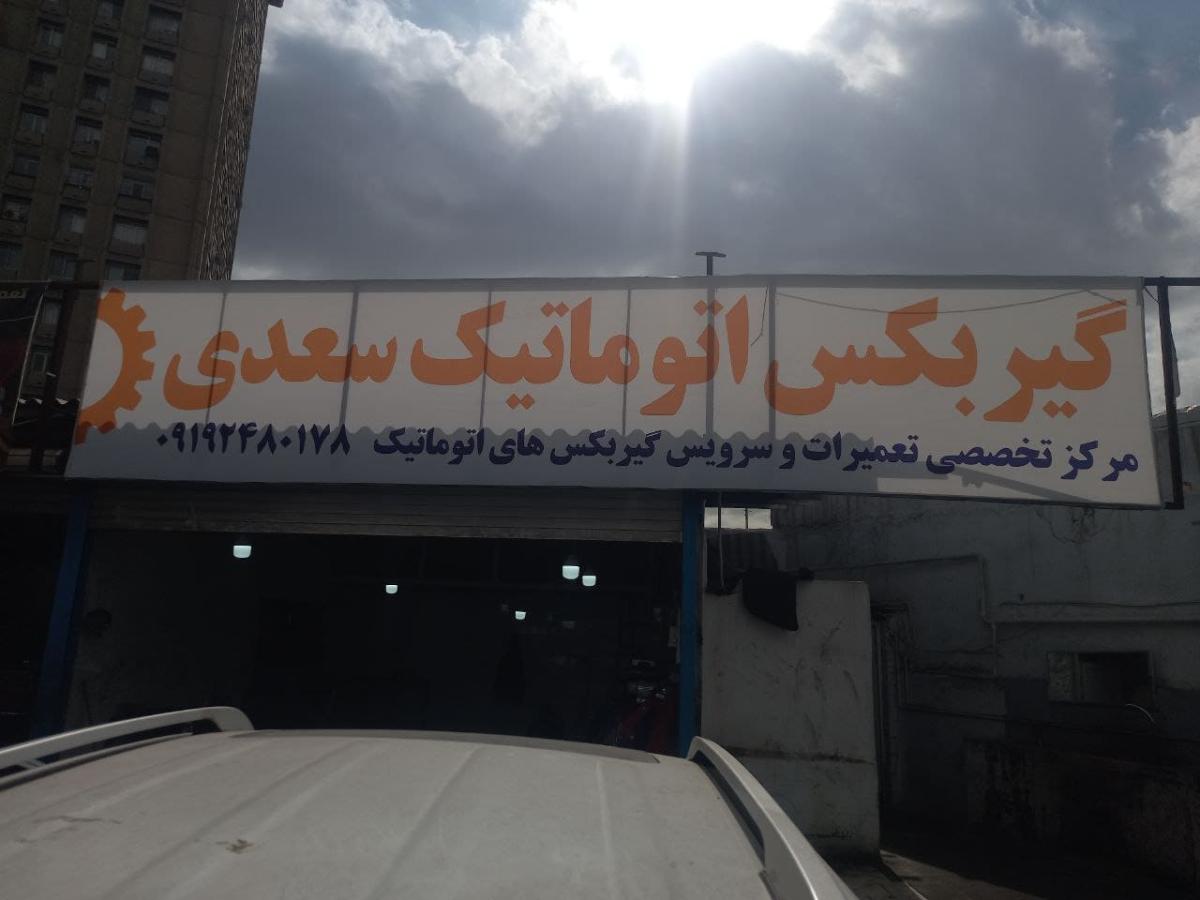 گیربکس اتوماتیک سعدی
مرکز تخصصی تعمیرات و سرویس گیربکس های اتوماتیک ۰۹۱۹۲۴۸۰۱۷۸